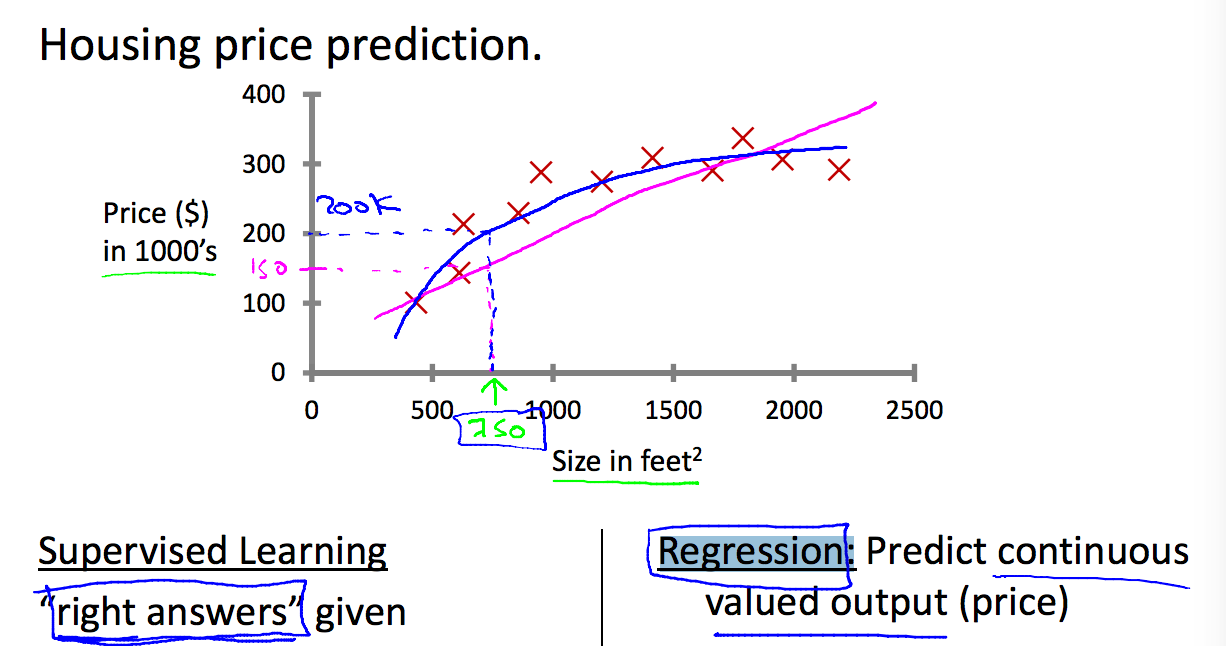 Housing price prediction.
400
300
200K
Price ($)
in 1000's
200
150
100
0
0 500 1000 1500 2000 2500
750
Size in feet²
Supervised Learning
“right answers” given
Regression: Predict continuous
valued output (price)